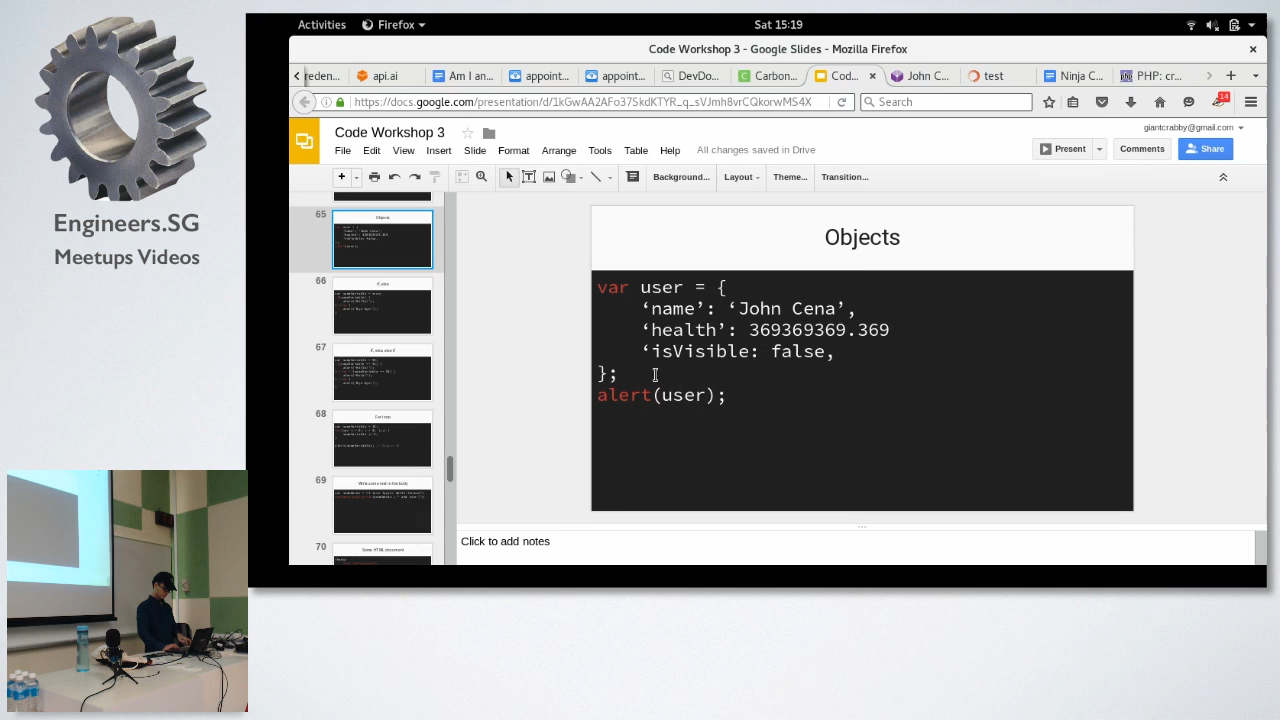 Activities
Firefox
Sat 15:19
Code Workshop 3 - Google Slides - Mozilla Firefox
reden...
api.ai
Am I an...
appoint...
appoint...
DevDo...
Carbon...
Cod...
John C...
test
Ninja C...
PHP: cr...
https://docs.google.com/presentation/d/1kGwAA2AFo37SkdKTYR_q_sVJmh8vrCQkorwMS4X
Search
14
Code Workshop 3
giantcrabby@gmail.com
File Edit View Insert Slide Format Arrange Tools Table Help
All changes saved in Drive
Present
Comments
Share
Background...
Layout
Theme...
Transition...
65
66
67
68
69
70
Objects
var user = {
‘name’: ‘John Cena’,
‘health’: 369369369.369
‘isVisible: false,
};
alert(user);
Click to add notes
Engineers.SG
Meetups Videos